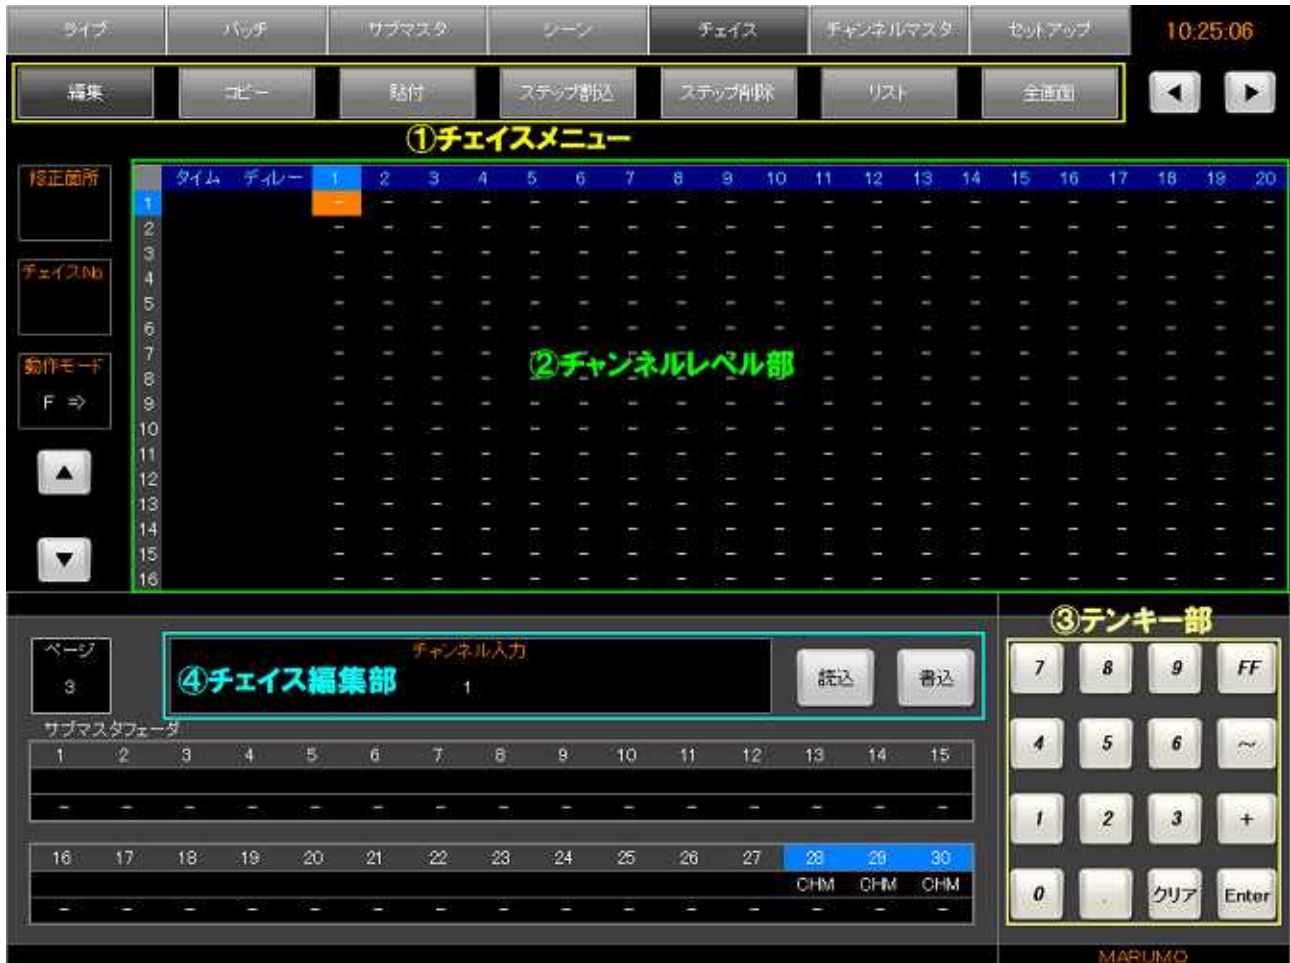 ライブ パッチ サブマスタ シーン チェイス チャンネルマスタ セットアップ 10:25:06
編集 コピー 貼付 ステップ割込 ステップ削除 リスト 全画面 ◀ ▶
①チェイスメニュー
修正箇所 タイム ディレー 1 2 3 4 5 6 7 8 9 10 11 12 13 14 15 16 17 18 19 20
1 - - - - - - - - - - - - - - - - - - - -
2 - - - - - - - - - - - - - - - - - - - -
3 - - - - - - - - - - - - - - - - - - - -
チェイスNo.
4 - - - - - - - - - - - - - - - - - - - -
5 - - - - - - - - - - - - - - - - - - - -
6 - - - - - - - - - - - - - - - - - - - -
7 - - - - - - - - - - - - - - - - - - - -
②チャンネルレベル部
動作モード
8 - - - - - - - - - - - - - - - - - - - -
F => 9 - - - - - - - - - - - - - - - - - - - -
10 - - - - - - - - - - - - - - - - - - - -
11 - - - - - - - - - - - - - - - - - - - -
▲ 12 - - - - - - - - - - - - - - - - - - - -
13 - - - - - - - - - - - - - - - - - - - -
14 - - - - - - - - - - - - - - - - - - - -
▼ 15 - - - - - - - - - - - - - - - - - - - -
16 - - - - - - - - - - - - - - - - - - - -
③テンキー部
ページ チャンネル入力
3 ④チェイス編集部 1 読込 書込
7 8 9 FF
サブマスタフェーダ
1 2 3 4 5 6 7 8 9 10 11 12 13 14 15
- - - - - - - - - - - - - - -
4 5 6 ～
1 2 3 +
16 17 18 19 20 21 22 23 24 25 26 27 28 29 30
CHM CHM CHM
- - - - - - - - - - - - - - -
0 . クリア Enter
MARUMO